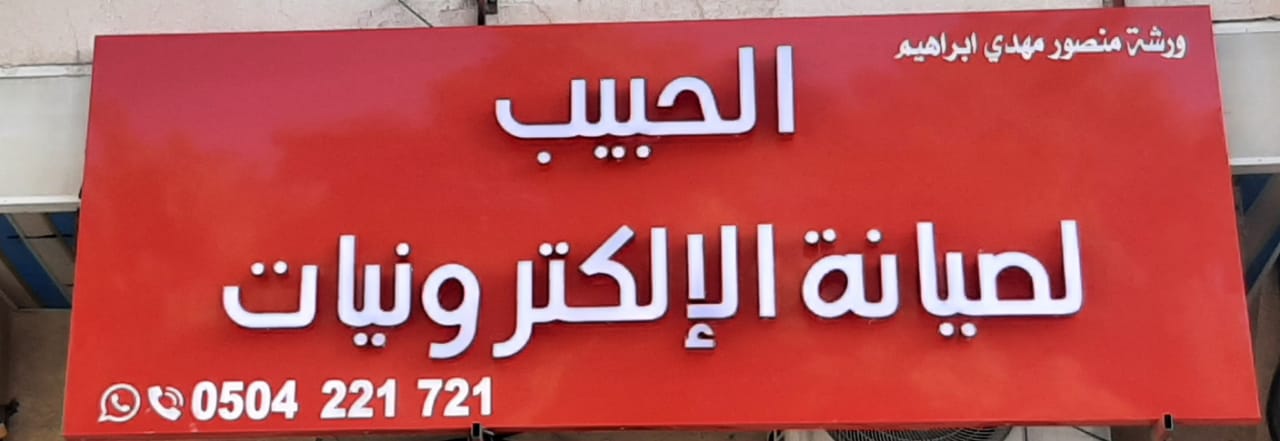 ورشة منصور مهدي ابراهيم
الحبيب
لصيانة الإلكترونيات
0504 221 721